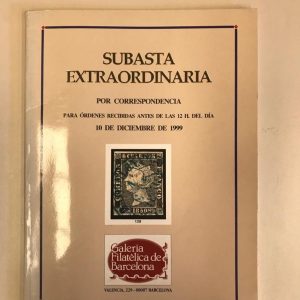 SUBASTA
EXTRAORDINARIA
POR CORRESPONDENCIA
PARA ÓRDENES RECIBIDAS ANTES DE LAS 12 H. DEL DÍA
10 DE DICIEMBRE DE 1999
Galería
Filatélica de
Barcelona
VALENCIA, 229 - 08007 BARCELONA